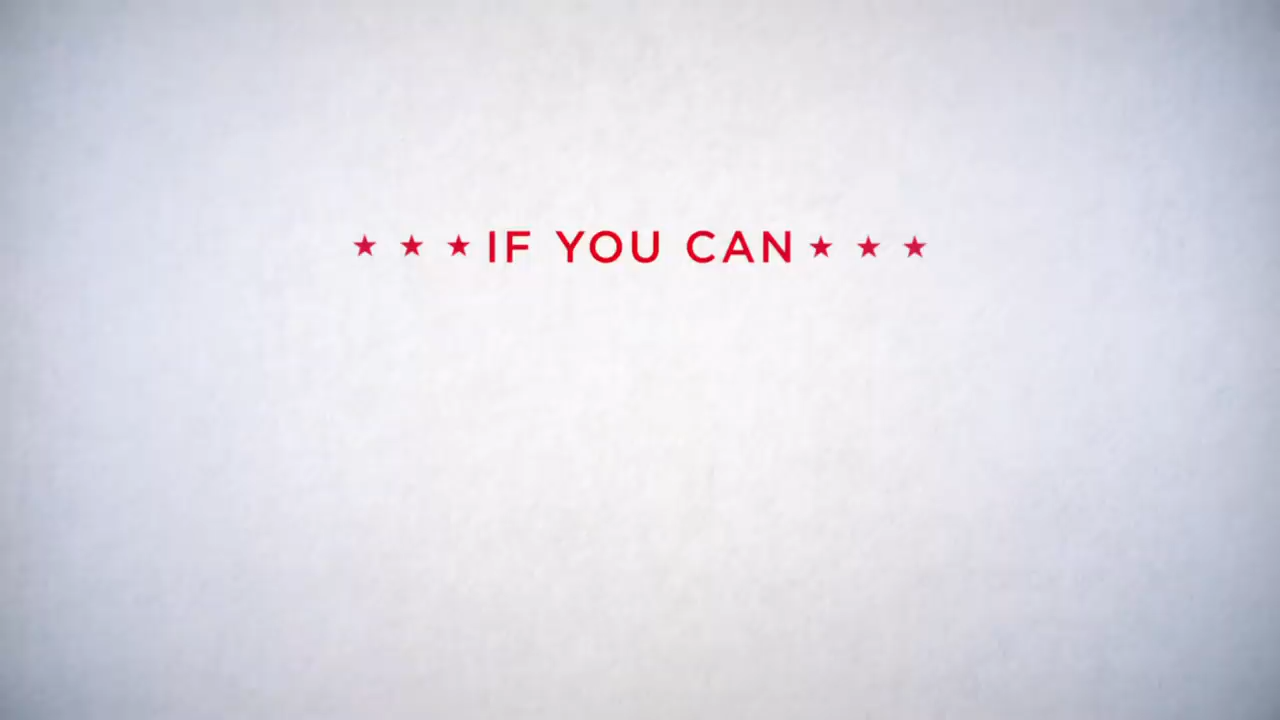 ★ ★ ★ IF YOU CAN ★ ★ ★